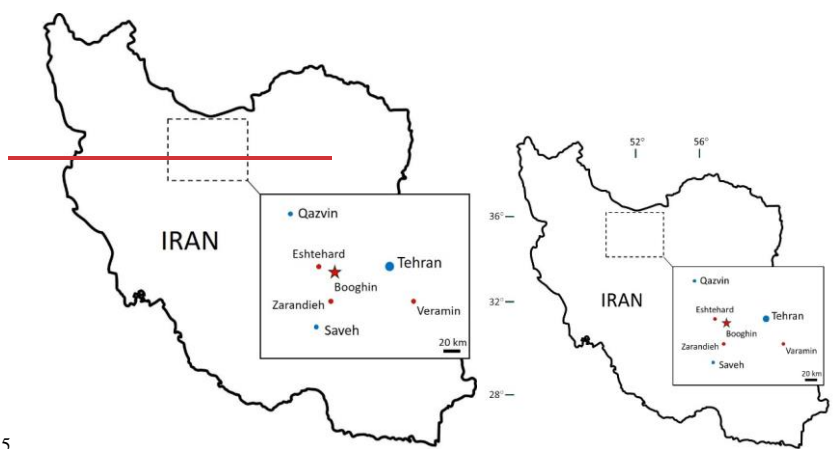 IRAN
Qazvin
Eshtehard
Tehran
Booghin
Zarandieh
Veramin
Saveh
20 km
52° 56°
36°
32°
28°
IRAN
Qazvin
Eshtehard
Tehran
Booghin
Zarandieh
Varamin
Saveh
20 km
5